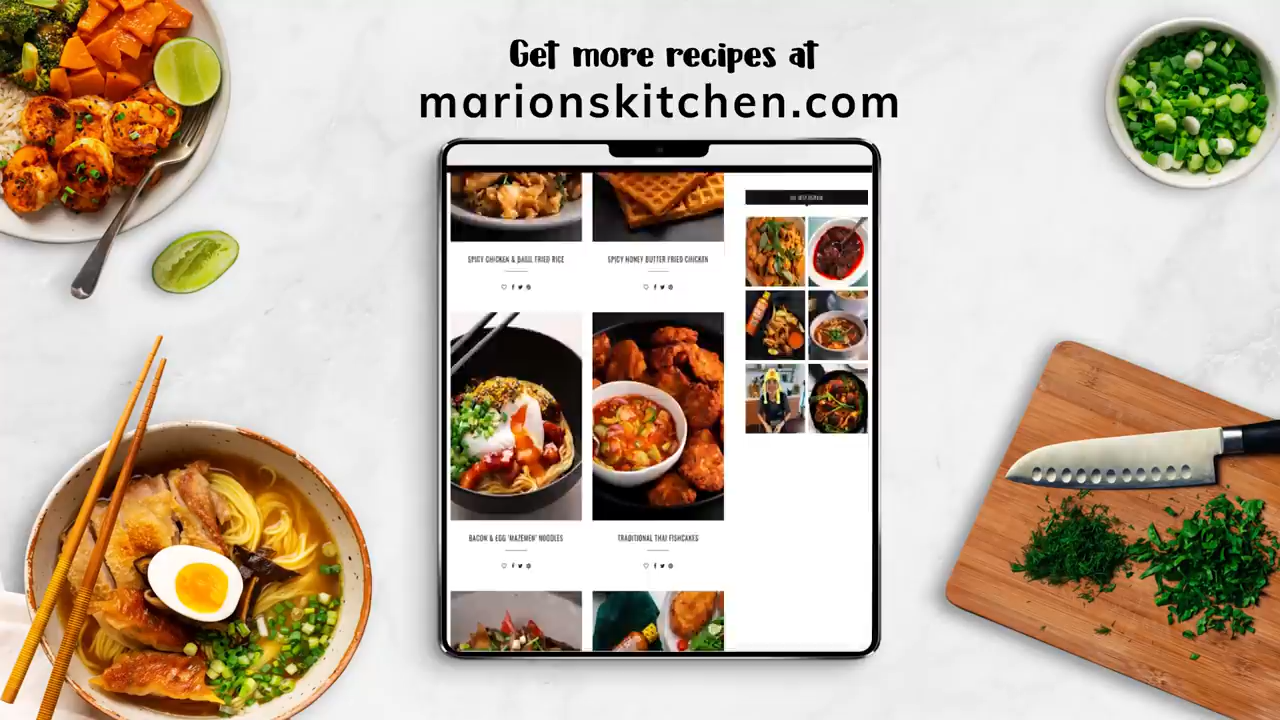 Get more recipes at
marionskitchen.com
SPICY CHICKEN & BASIL FRIED RICE
SPICY HONEY BUTTER FRIED CHICKEN
BACON & EGG 'MAZEMEN' NOODLES
TRADITIONAL THAI FISHCAKES